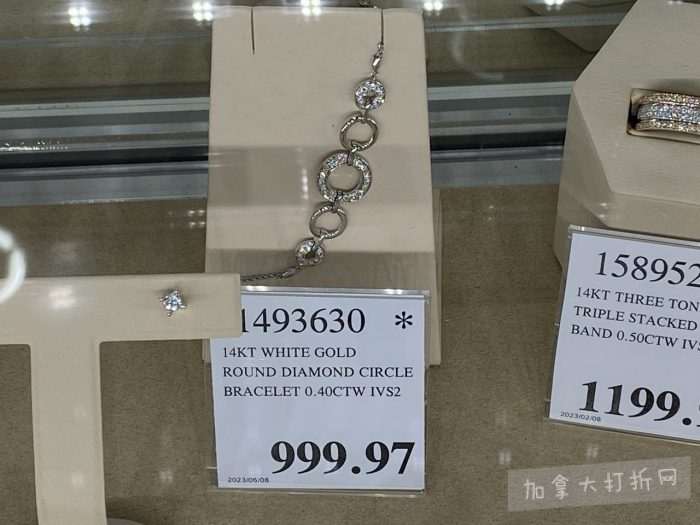 1493630 *
14KT WHITE GOLD
ROUND DIAMOND CIRCLE
BRACELET 0.40CTW IVS2
999.97
2023/06/08
158952
14KT THREE TON
TRIPLE STACKED
BAND 0.50CTW IVS
1199.
2023/02/08
加拿大打折网